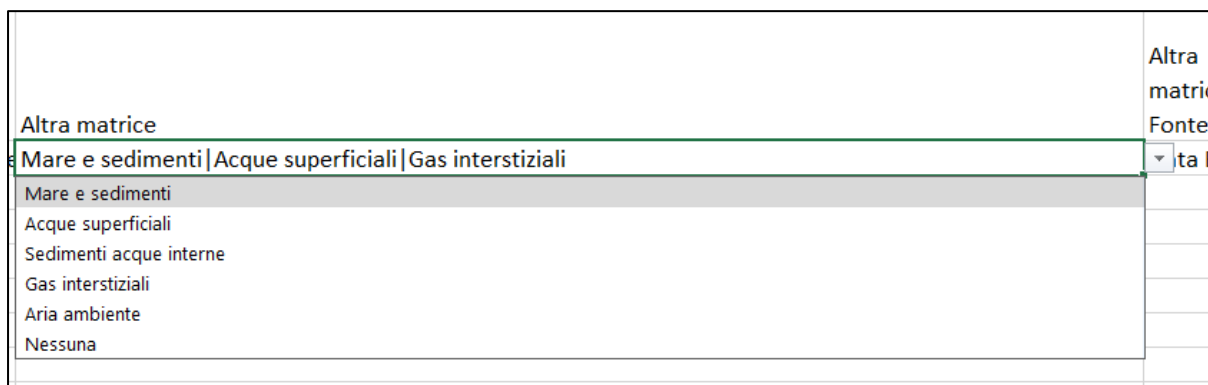 Altra matrice
Altra
matri
Fonte
Mare e sedimenti|Acque superficiali|Gas interstiziali
Mare e sedimenti
Acque superficiali
Sedimenti acque interne
Gas interstiziali
Aria ambiente
Nessuna